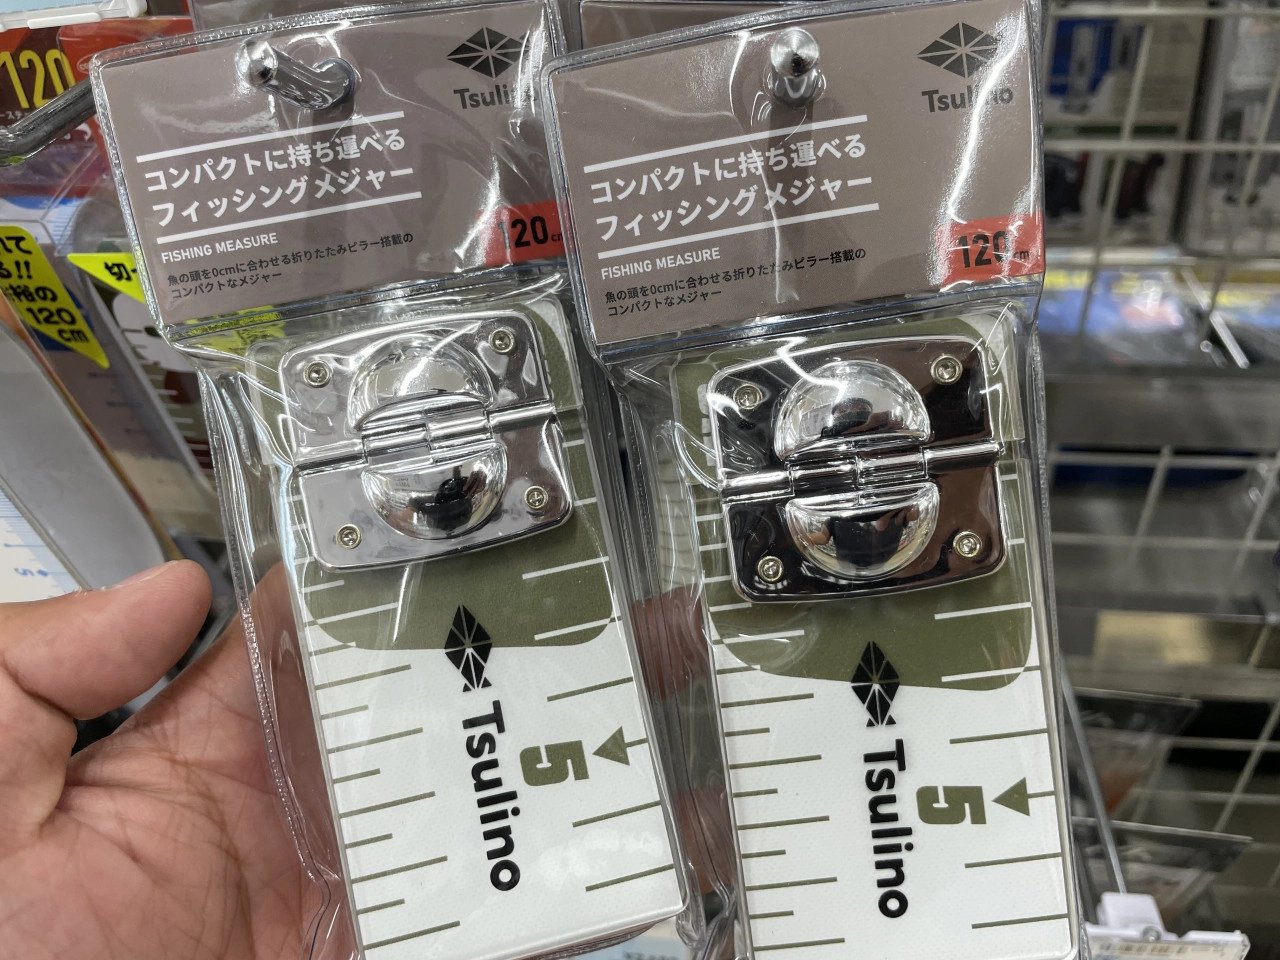 120
れて
る!!
120
cm
切
Tsulino
コンパクトに持ち運べる
フィッシングメジャー
FISHING MEASURE
120cm
魚の頭を0cmに合わせる折りたたみピラー搭載の
コンパクトなメジャー
5
Tsulino
Tsulino
コンパクトに持ち運べる
フィッシングメジャー
FISHING MEASURE
120cm
魚の頭を0cmに合わせる折りたたみピラー搭載の
コンパクトなメジャー
5
Tsulino
5